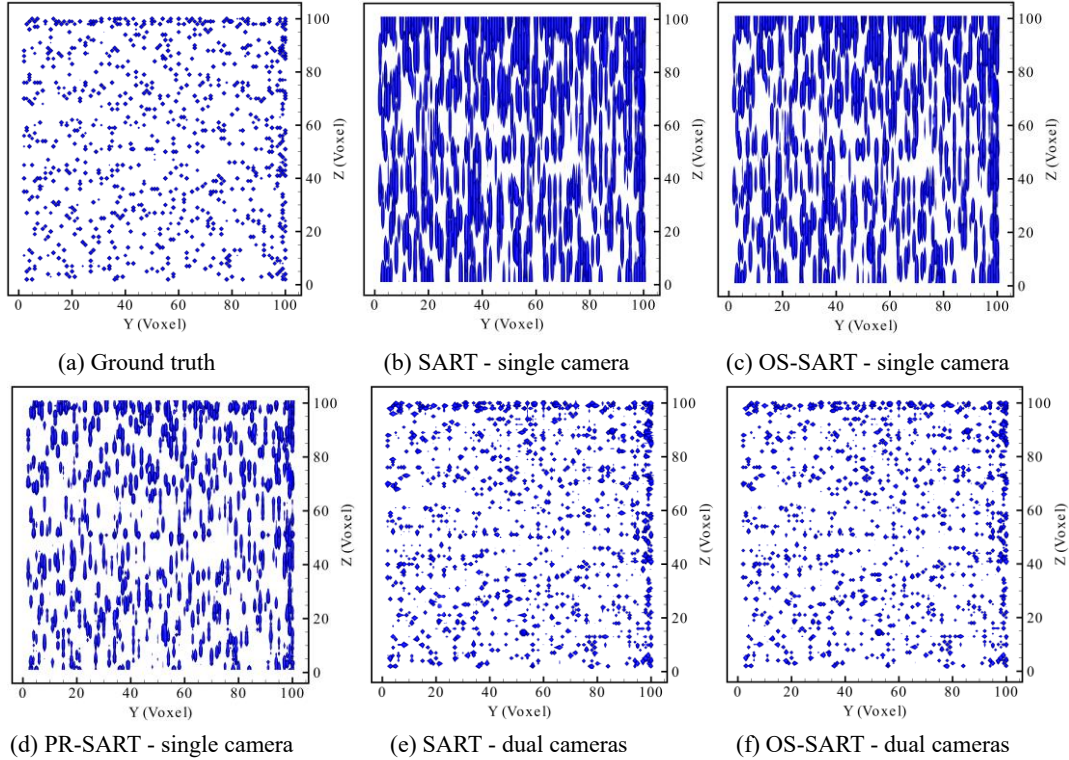 100
80
60
40
20
0
Z (Voxel)
0 20 40 60 80 100
Y (Voxel)
(a) Ground truth
100
80
60
40
20
0
Z (Voxel)
0 20 40 60 80 100
Y (Voxel)
(b) SART - single camera
100
80
60
40
20
0
Z (Voxel)
0 20 40 60 80 100
Y (Voxel)
(c) OS-SART - single camera
100
80
60
40
20
0
Z (Voxel)
0 20 40 60 80 100
Y (Voxel)
(d) PR-SART - single camera
100
80
60
40
20
0
Z (Voxel)
0 20 40 60 80 100
Y (Voxel)
(e) SART - dual cameras
100
80
60
40
20
0
Z (Voxel)
0 20 40 60 80 100
Y (Voxel)
(f) OS-SART - dual cameras